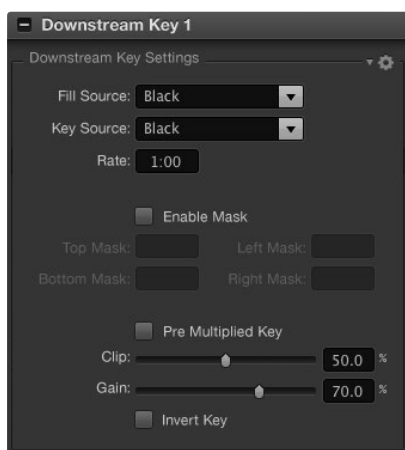 Downstream Key 1
Downstream Key Settings
Fill Source: Black
Key Source: Black
Rate: 1:00
Enable Mask
Top Mask: Left Mask:
Bottom Mask: Right Mask:
Pre Multiplied Key
Clip: 50.0 %
Gain: 70.0 %
Invert Key